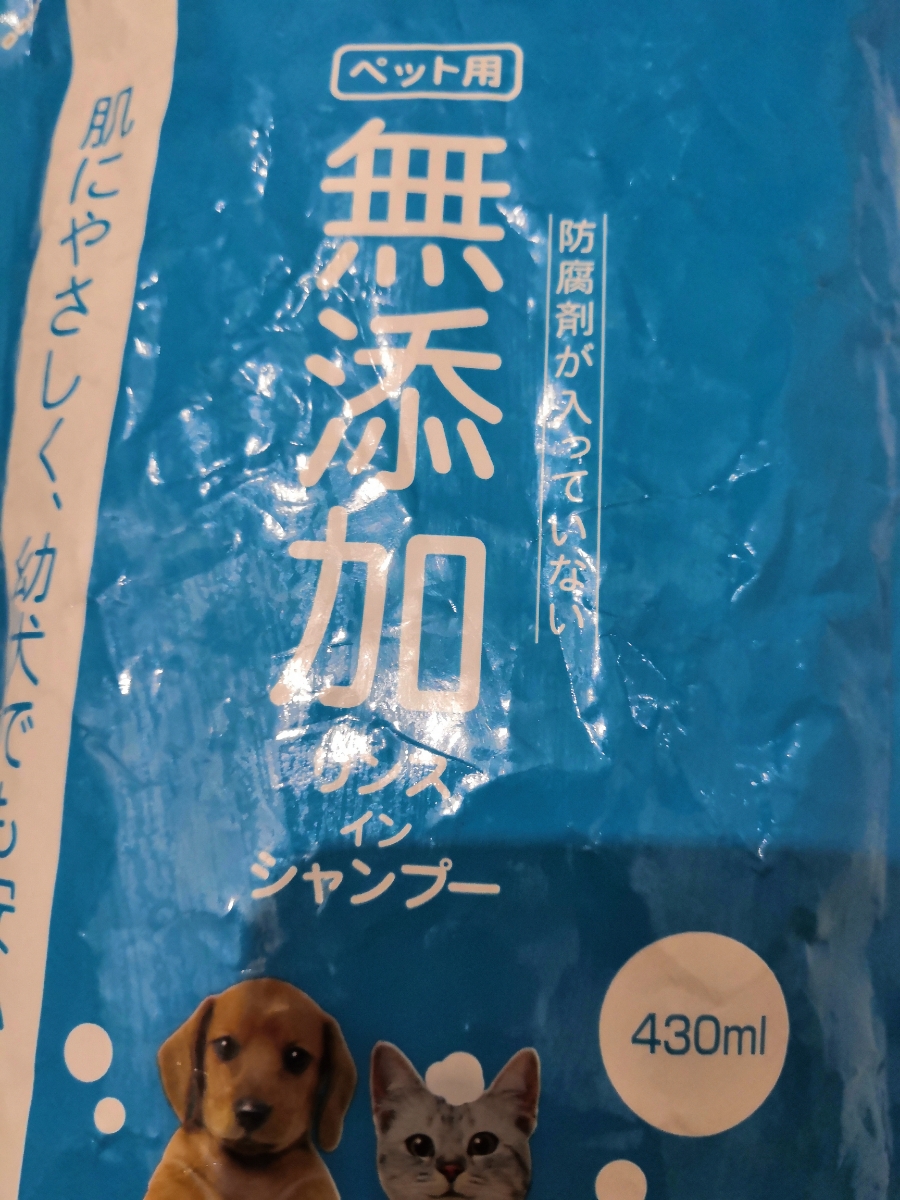 ペット用
防腐剤が入っていない
無添加
リンス
イン
シャンプー
肌にやさしく、幼犬でも
430ml